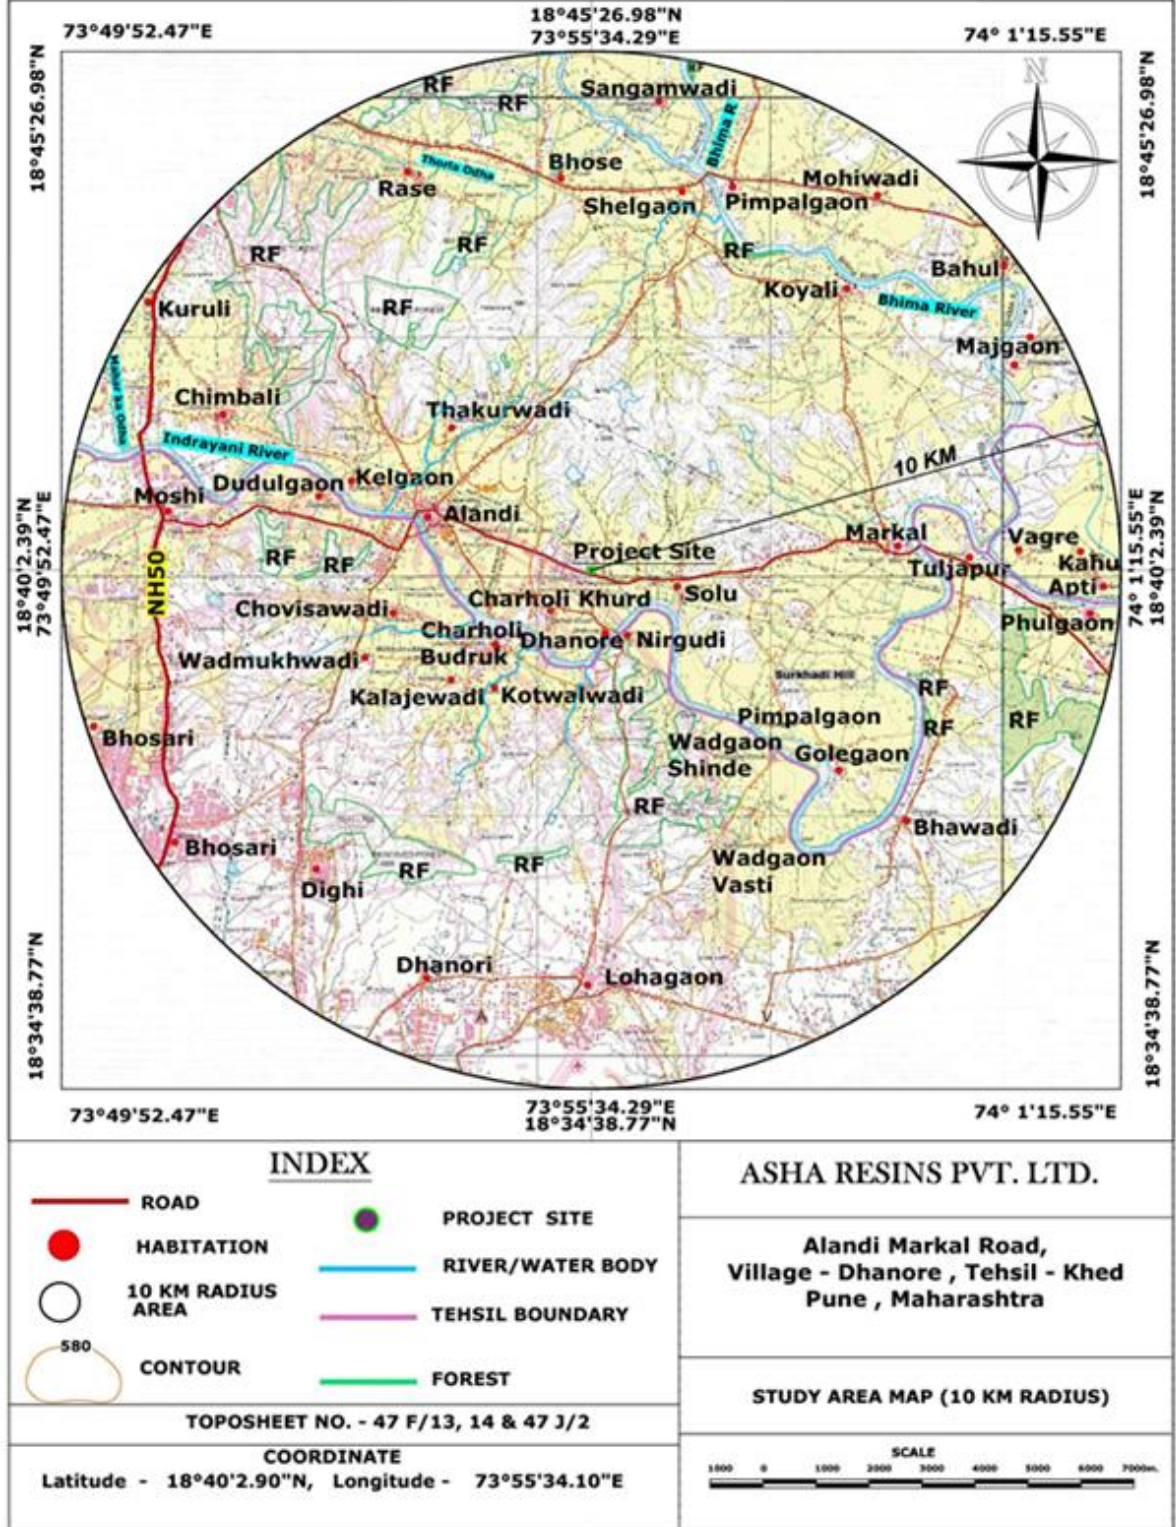 18°45'26.98"N
73°49'52.47"E
73°55'34.29"E
74° 1'15.55"E
18°45'26.98"N
18°45'26.98"N
N
RF
RF
RF
Sangamwadi
Bhima R
Thorla Odha
Bhose
Rase
Shelgaon
Pimpalgaon
Mohiwadi
RF
RF
RF
Bahul
Koyali
Bhima River
Kuruli
RF
Majgaon
Chimbali
Thakurwadi
Indrayani River
10 KM
Dudulgaon
Kelgaon
Moshi
Alandi
Markal
Vagre
Project Site
Tuljapur
Kahu
RF
RF
NH50
Solu
Apti
Charholi Khurd
Chovisawadi
Phulgaon
Charholi
Budruk
Dhanore
Nirgudi
Wadmukhwadi
Surkhadi Hill
Kalajewadi
Kotwalwadi
RF
Pimpalgaon
RF
RF
Bhosari
Wadgaon
Shinde
Golegaon
RF
Bhawadi
Bhosari
Wadgaon
Vasti
RF
RF
Dighi
Dhanori
Lohagaon
18°40'2.39"N
73°49'52.47"E
74° 1'15.55"E
18°40'2.39"N
18°34'38.77"N
18°34'38.77"N
73°49'52.47"E
73°55'34.29"E
18°34'38.77"N
74° 1'15.55"E
INDEX
ROAD
HABITATION
10 KM RADIUS
AREA
580
CONTOUR
PROJECT SITE
RIVER/WATER BODY
TEHSIL BOUNDARY
FOREST
TOPOSHEET NO. - 47 F/13, 14 & 47 J/2
COORDINATE
Latitude - 18°40'2.90"N, Longitude - 73°55'34.10"E
ASHA RESINS PVT. LTD.
Alandi Markal Road,
Village - Dhanore , Tehsil - Khed
Pune , Maharashtra
STUDY AREA MAP (10 KM RADIUS)
SCALE
1000 0 1000 2000 3000 4000 5000 6000 7000m.